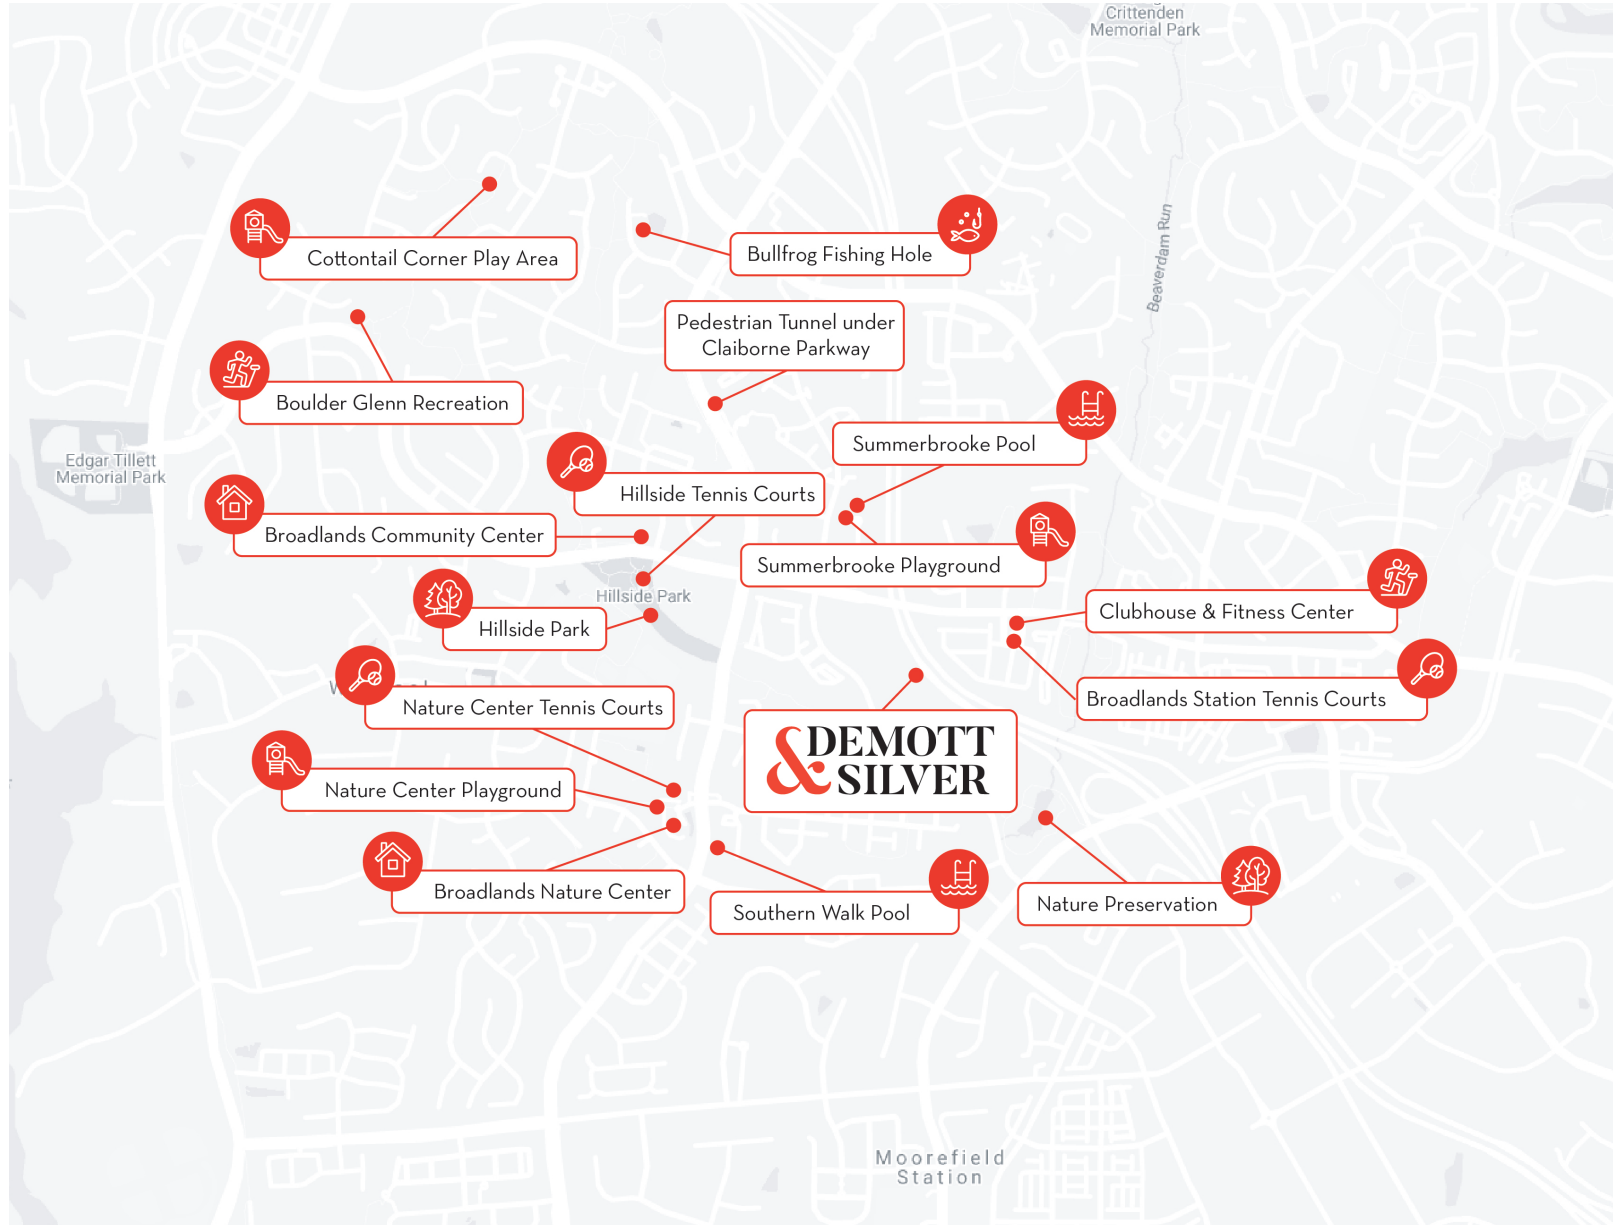 Crittenden
Memorial Park
Beaverdam Run
Cottontail Corner Play Area
Bullfrog Fishing Hole
Pedestrian Tunnel under
Claiborne Parkway
Boulder Glenn Recreation
Summerbrooke Pool
Edgar Tillett
Memorial Park
Hillside Tennis Courts
Broadlands Community Center
Summerbrooke Playground
Hillside Park
Clubhouse & Fitness Center
Hillside Park
Broadlands Station Tennis Courts
Nature Center Tennis Courts
DEMOTT
& SILVER
Nature Center Playground
Broadlands Nature Center
Southern Walk Pool
Nature Preservation
Moorefield
Station